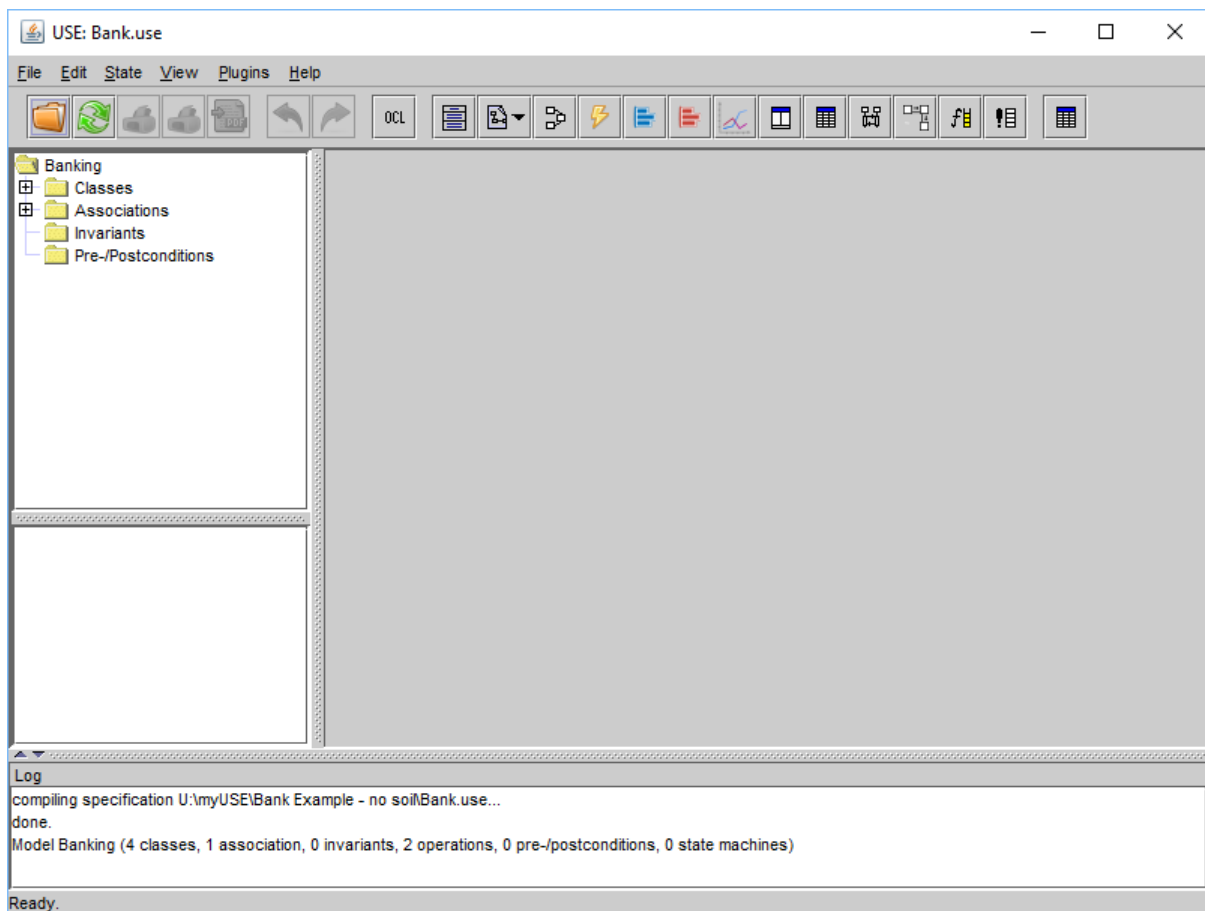 USE: Bank.use
File Edit State View Plugins Help
PDF OCL f
Banking
Classes
Associations
Invariants
Pre-/Postconditions
Log
compiling specification U:\myUSE\Bank Example - no soil\Bank.use...
done.
Model Banking (4 classes, 1 association, 0 invariants, 2 operations, 0 pre-/postconditions, 0 state machines)
Ready.